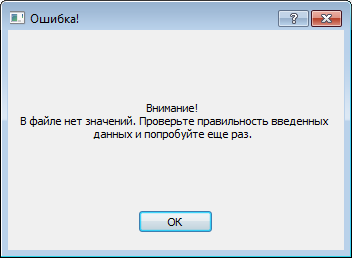 Ошибка!
Внимание!
В файле нет значений. Проверьте правильность введенных
данных и попробуйте еще раз.
OK